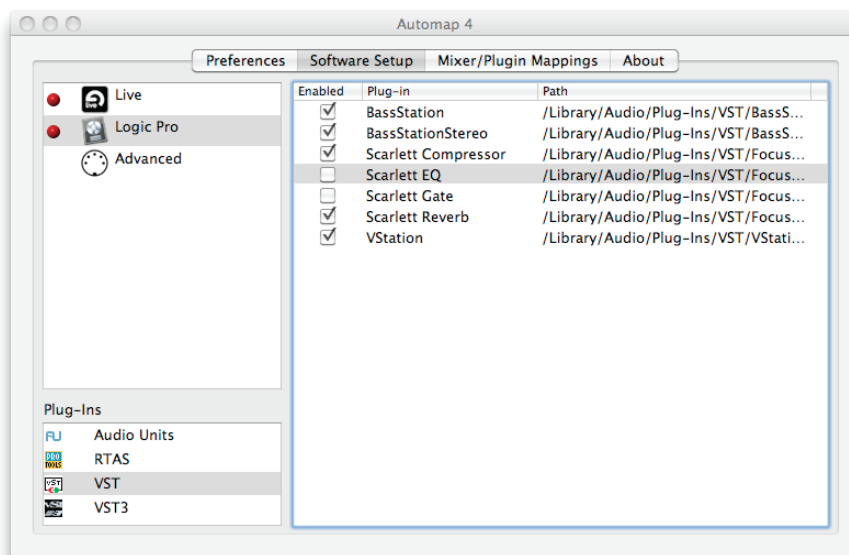 Automap 4
Preferences Software Setup Mixer/Plugin Mappings About
Live
Logic Pro
Advanced
Enabled Plug-in Path
BassStation /Library/Audio/Plug-Ins/VST/BassS...
BassStationStereo /Library/Audio/Plug-Ins/VST/BassS...
Scarlett Compressor /Library/Audio/Plug-Ins/VST/Focus...
Scarlett EQ /Library/Audio/Plug-Ins/VST/Focus...
Scarlett Gate /Library/Audio/Plug-Ins/VST/Focus...
Scarlett Reverb /Library/Audio/Plug-Ins/VST/Focus...
VStation /Library/Audio/Plug-Ins/VST/VStati...
Plug-Ins
AU Audio Units
PRO TOOLS RTAS
VST VST
VST3